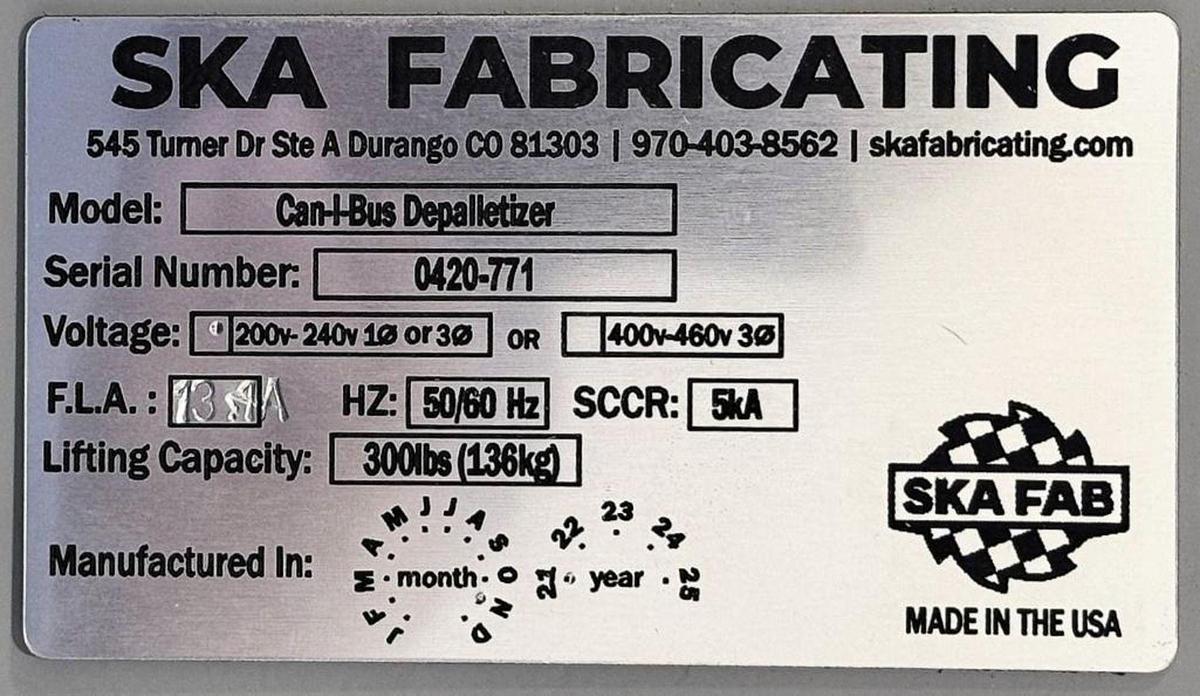 SKA FABRICATING
545 Turner Dr Ste A Durango CO 81303 | 970-403-8562 | skafabricating.com
Model: Can-I-Bus Depalletizer
Serial Number: 0420-771
Voltage: 200v- 240v 1Ø or 3Ø OR 400v-460v 3Ø
F.L.A. : 13 HZ: 50/60 Hz SCCR: 5kA
Lifting Capacity: 300lbs (136kg)
Manufactured In: J F M A M J J A S O N D month 21 22 23 24 25 year
SKA FAB
MADE IN THE USA